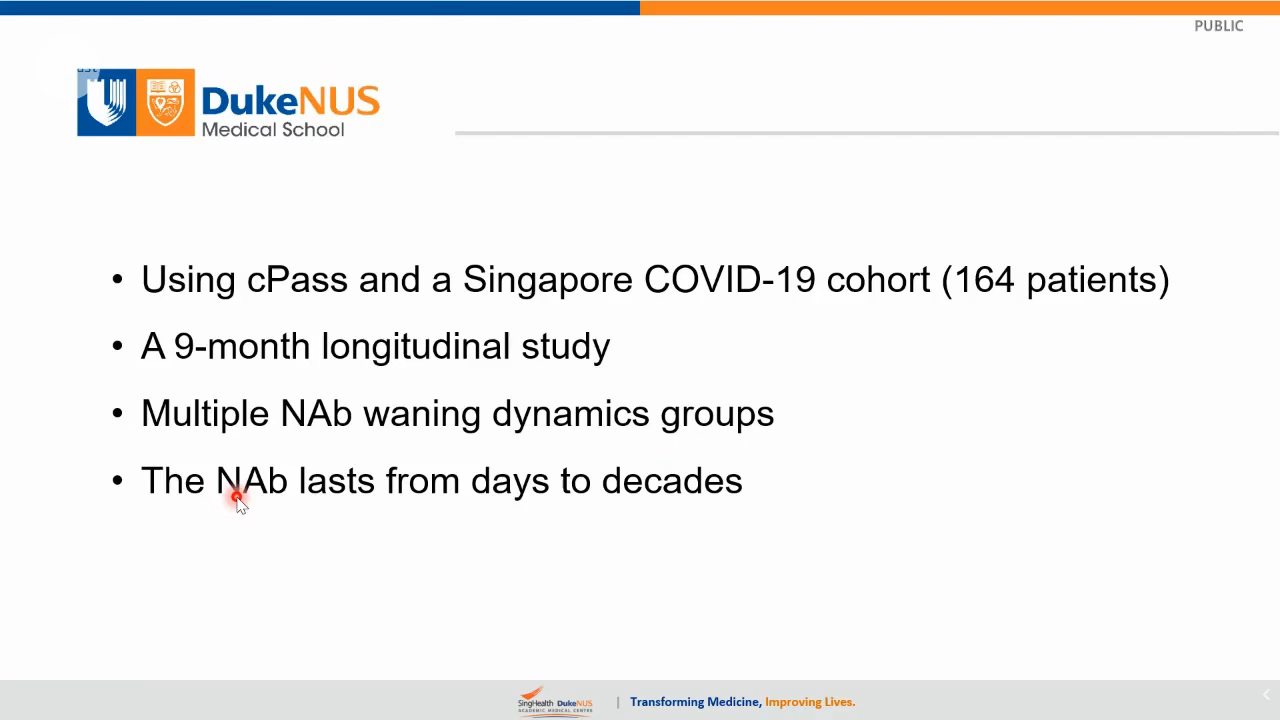 PUBLIC
DukeNUS
Medical School
• Using cPass and a Singapore COVID-19 cohort (164 patients)
• A 9-month longitudinal study
• Multiple NAb waning dynamics groups
• The NAb lasts from days to decades
SingHealth DukeNUS
ACADEMIC MEDICAL CENTRE
| Transforming Medicine, Improving Lives.